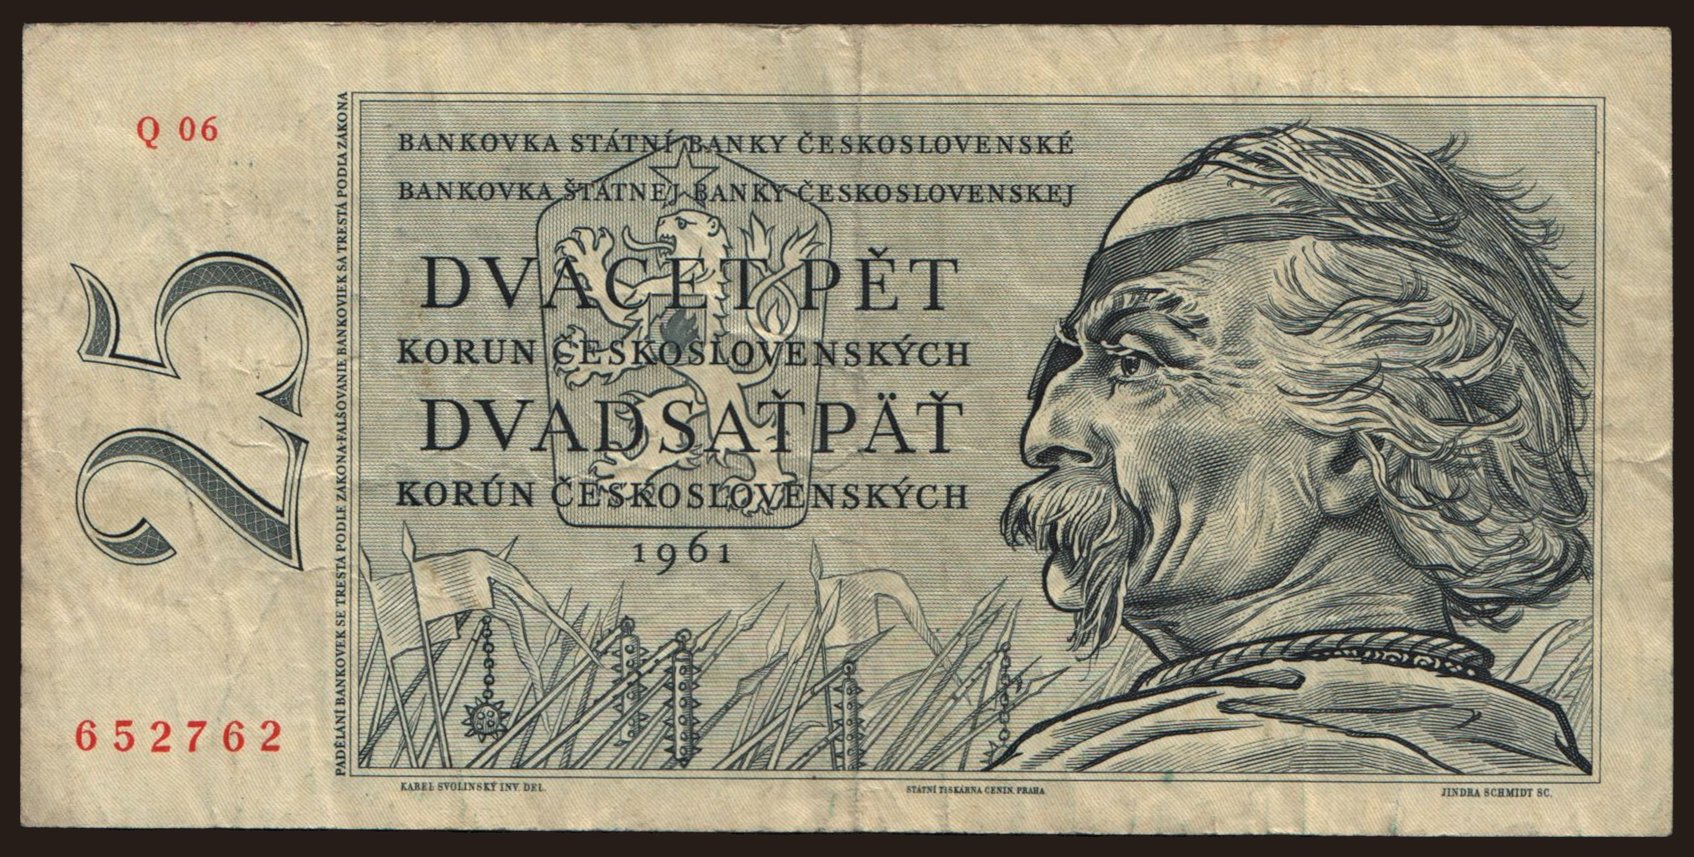 Q 06
25
652762
PADĚLÁNÍ BANKOVEK SE TRESTÁ PODLE ZÁKONA·FALŠOVANIE BANKOVIEK SA TRESTÁ PODĽA ZÁKONA
BANKOVKA STÁTNÍ BANKY ČESKOSLOVENSKÉ
BANKOVKA ŠTÁTNEJ BANKY ČESKOSLOVENSKEJ
DVACET PĚT
KORUN ČESKOSLOVENSKÝCH
DVADSAŤPÄŤ
KORÚN ČESKOSLOVENSKÝCH
1961
KAREL SVOLINSKÝ INV. DEL.
STÁTNÍ TISKÁRNA CENIN, PRAHA
JINDRA SCHMIDT SC.